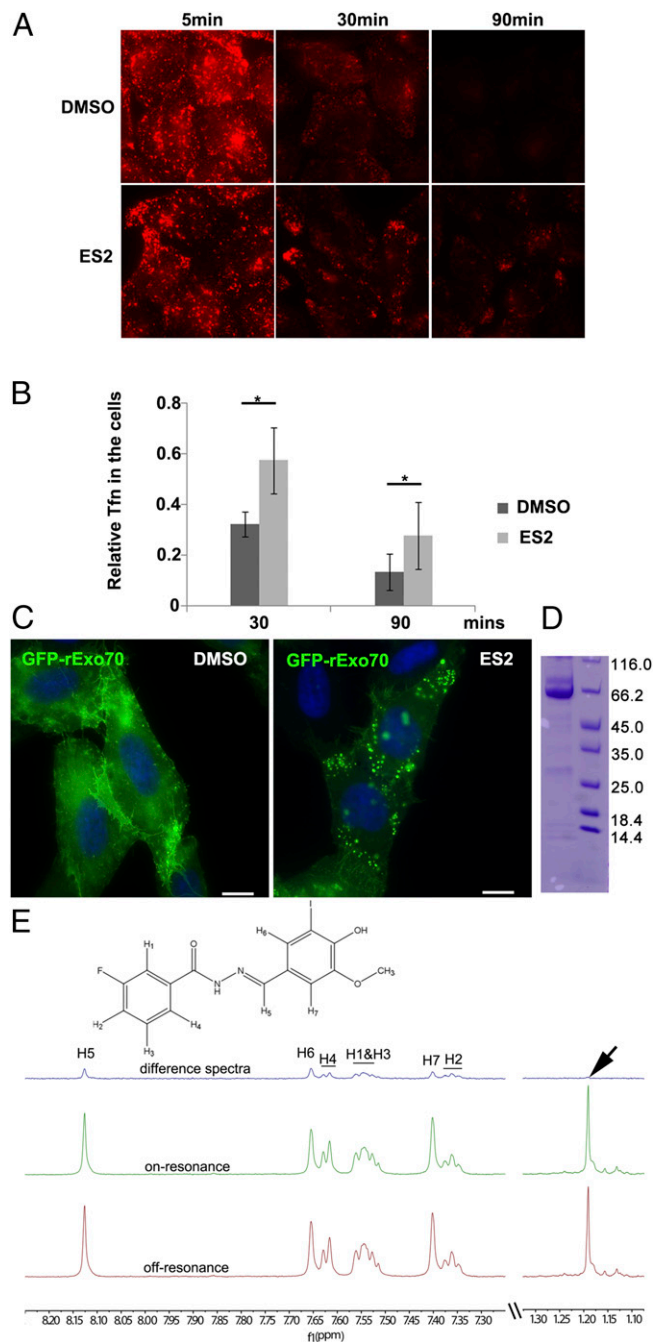 A
5min 30min 90min
DMSO
ES2
B
Relative Tfn in the cells
0.8
0.6
0.4
0.2
0
* *
30 90 mins
DMSO
ES2
C
GFP-rExo70 DMSO
GFP-rExo70 ES2
D
116.0
66.2
45.0
35.0
25.0
18.4
14.4
E
I
H6
OH
H1
O
F
N
NH
O
CH3
H5
H7
H2
H4
H3
H5 H6 H4 H1&H3 H7 H2
difference spectra
on-resonance
off-resonance
8.20 8.15 8.10 8.05 8.00 7.95 7.90 7.85 7.80 7.75 7.70 7.65 7.60 7.55 7.50 7.45 7.40 7.35 7.30 1.30 1.25 1.20 1.15 1.10
f1(ppm)